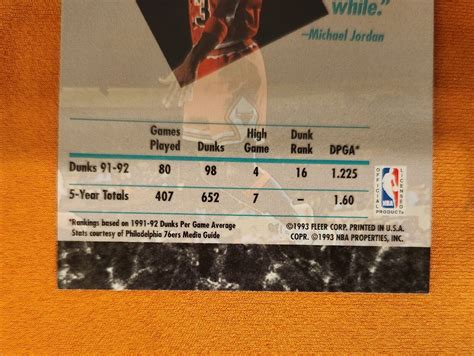 while."
–Michael Jordan
Games Played Dunks High Game Dunk Rank DPGA*
Dunks 91-92 80 98 4 16 1.225
5-Year Totals 407 652 7 – 1.60
*Rankings based on 1991-92 Dunks Per Game Average
Stats courtesy of Philadelphia 76ers Media Guide
©1993 FLEER CORP. PRINTED IN U.S.A.
COPR. ©1993 NBA PROPERTIES, INC.
OFFICIAL NBA LICENSED
PRODUCTS